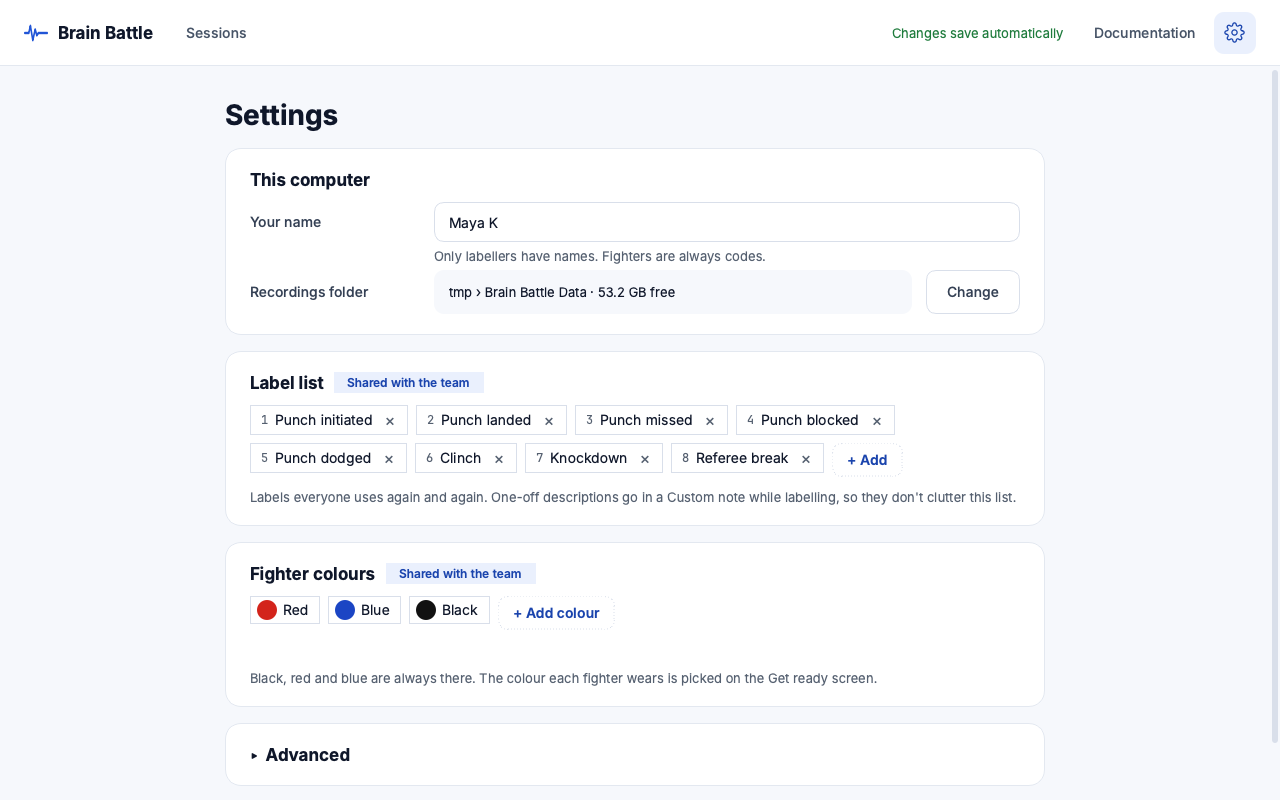 Brain Battle
Sessions
Changes save automatically
Documentation
Settings
This computer
Your name
Maya K
Only labellers have names. Fighters are always codes.
Recordings folder
tmp › Brain Battle Data · 53.2 GB free
Change
Label list
Shared with the team
1 Punch initiated ×
2 Punch landed ×
3 Punch missed ×
4 Punch blocked ×
5 Punch dodged ×
6 Clinch ×
7 Knockdown ×
8 Referee break ×
+ Add
Labels everyone uses again and again. One-off descriptions go in a Custom note while labelling, so they don't clutter this list.
Fighter colours
Shared with the team
Red
Blue
Black
+ Add colour
Black, red and blue are always there. The colour each fighter wears is picked on the Get ready screen.
▸ Advanced